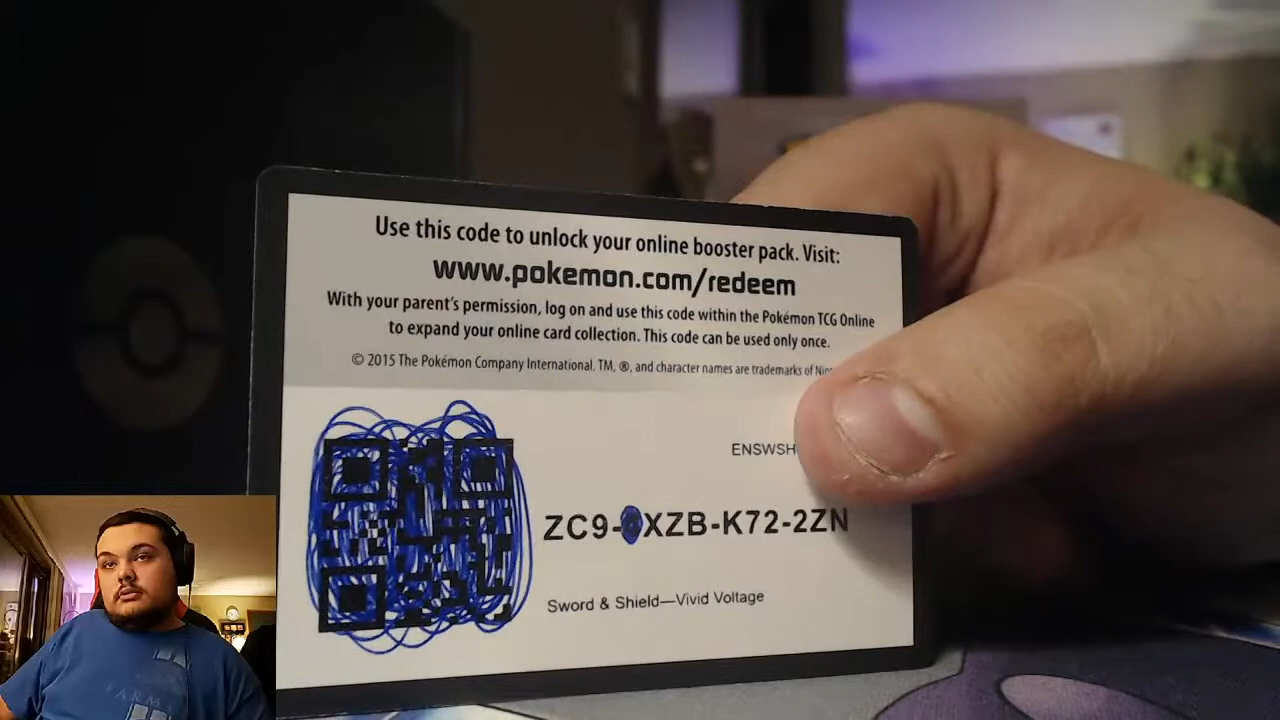 Use this code to unlock your online booster pack. Visit:
www.pokemon.com/redeem
With your parent's permission, log on and use this code within the Pokémon TCG Online
to expand your online card collection. This code can be used only once.
© 2015 The Pokémon Company International. TM, ®, and character names are trademarks of
ENSWSH
ZC9- XZB-K72-2ZN
Sword & Shield—Vivid Voltage